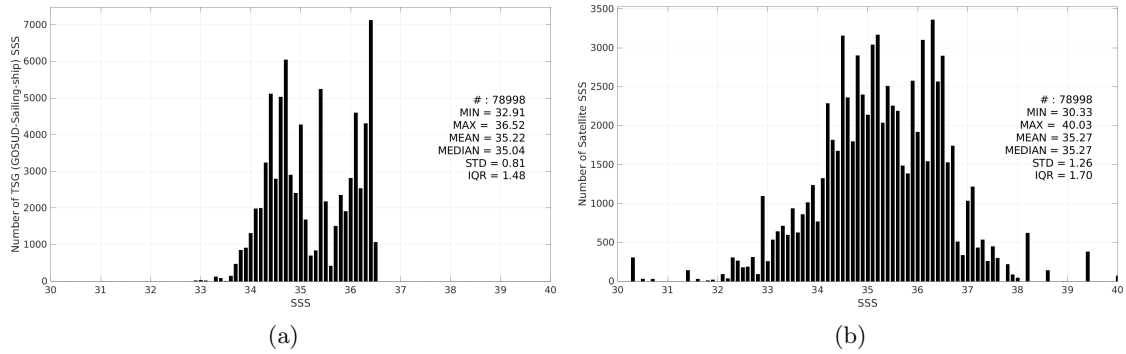 7000
6000
5000
4000
3000
2000
1000
0
Number of TSG (GOSUD-Sailing-ship) SSS
# : 78998
MIN = 32.91
MAX = 36.52
MEAN = 35.22
MEDIAN = 35.04
STD = 0.81
IQR = 1.48
30 31 32 33 34 35 36 37 38 39 40
SSS
(a)
3500
3000
2500
2000
1500
1000
500
0
Number of Satellite SSS
# : 78998
MIN = 30.33
MAX = 40.03
MEAN = 35.27
MEDIAN = 35.27
STD = 1.26
IQR = 1.70
30 31 32 33 34 35 36 37 38 39 40
SSS
(b)